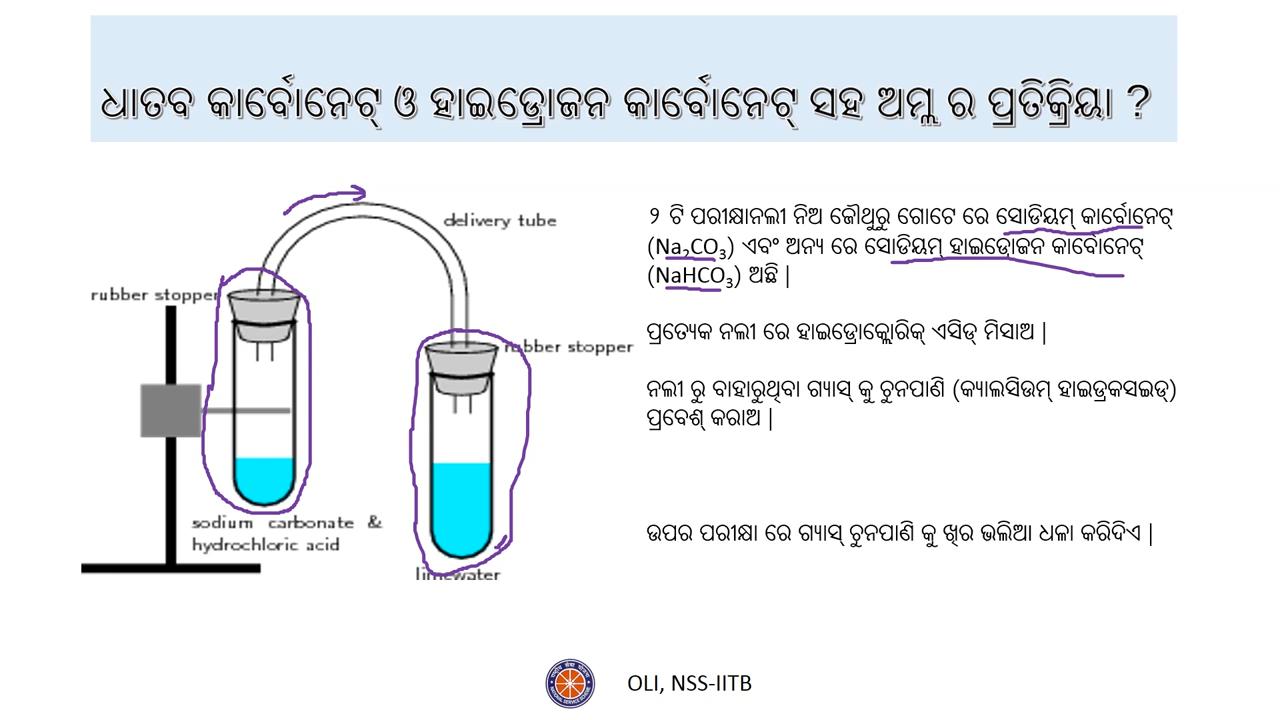 ଧାତବ କାର୍ବୋନେଟ୍ ଓ ହାଇଡ୍ରୋଜନ କାର୍ବୋନେଟ୍ ସହ ଅମ୍ଳ ର ପ୍ରତିକ୍ରିୟା ?
delivery tube
rubber stopper
rubber stopper
sodium carbonate &
hydrochloric acid
limewater
୨ ଟି ପରୀକ୍ଷାନଳୀ ନିଅ ଜୌଥୁରୁ ଗୋଟେ ରେ ସୋଡିୟମ୍ କାର୍ବୋନେଟ୍
(Na₂CO₃) ଏବଂ ଅନ୍ୟ ରେ ସୋଡିୟମ୍ ହାଇଡ୍ରୋଜନ କାର୍ବୋନେଟ୍
(NaHCO₃) ଅଛି |
ପ୍ରତ୍ୟେକ ନଳୀ ରେ ହାଇଡ୍ରୋକ୍ଲୋରିକ୍ ଏସିଡ୍ ମିସାଅ |
ନଳୀ ରୁ ବାହାରୁଥିବା ଗ୍ୟାସ୍ କୁ ଚୁନପାଣି (କ୍ୟାଲସିଉମ୍ ହାଇଡ୍ରକସଇଡ୍)
ପ୍ରବେଶ୍ କରାଅ |
ଉପର ପରୀକ୍ଷା ରେ ଗ୍ୟାସ୍ ଚୁନପାଣି କୁ ଖିର ଭଳିଆ ଧଳା କରିଦିଏ |
OLI, NSS-IITB